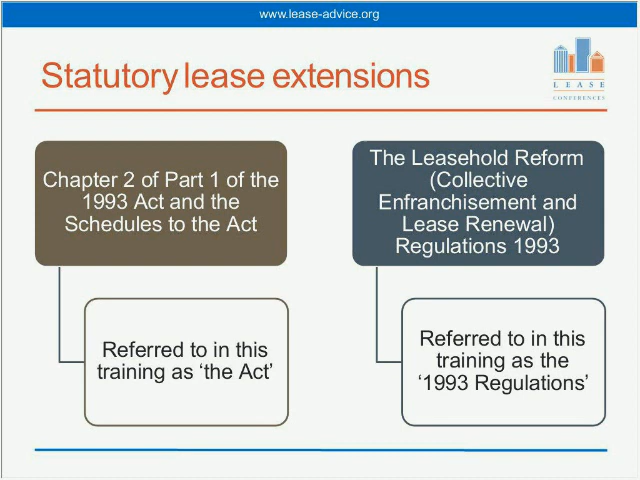 www.lease-advice.org
Statutory lease extensions
L E A S E
CONFERENCES
Chapter 2 of Part 1 of the
1993 Act and the
Schedules to the Act
Referred to in this
training as ‘the Act’
The Leasehold Reform
(Collective
Enfranchisement and
Lease Renewal)
Regulations 1993
Referred to in this
training as the
‘1993 Regulations’